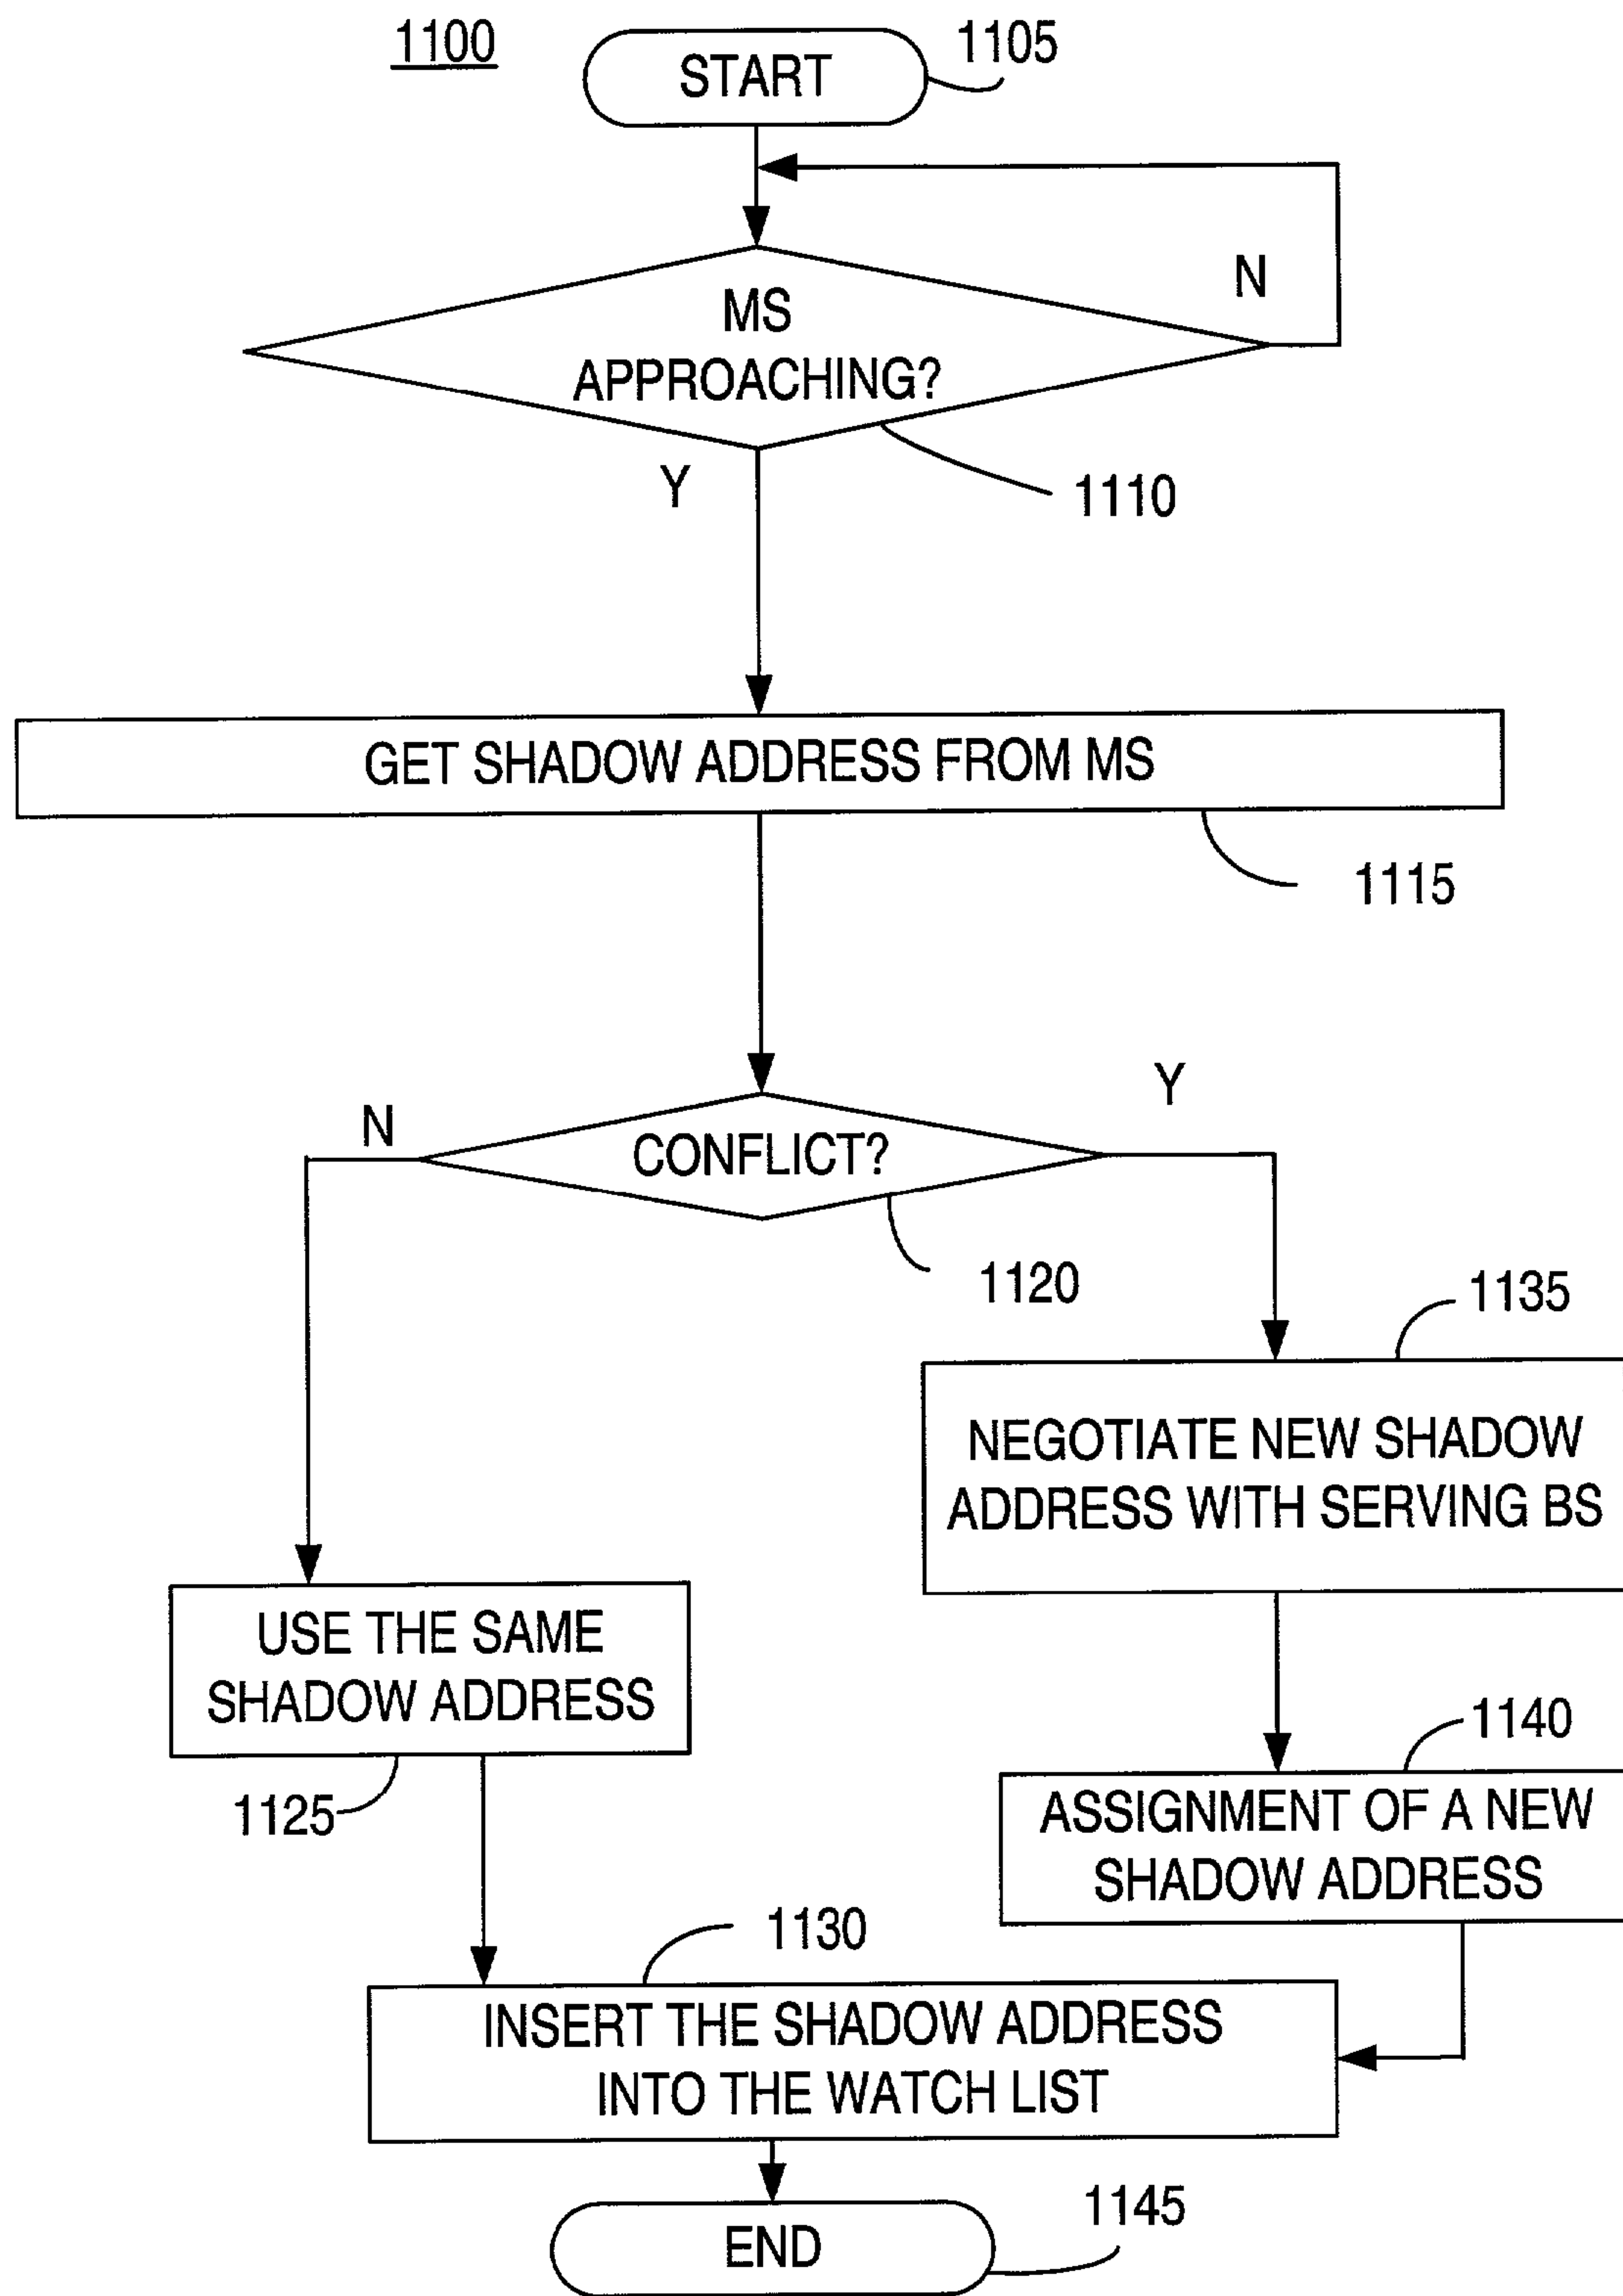 1100
START
1105
MS
APPROACHING?
N
Y
1110
GET SHADOW ADDRESS FROM MS
1115
N
CONFLICT?
Y
1120
1135
NEGOTIATE NEW SHADOW
ADDRESS WITH SERVING BS
USE THE SAME
SHADOW ADDRESS
1125
1140
ASSIGNMENT OF A NEW
SHADOW ADDRESS
1130
INSERT THE SHADOW ADDRESS
INTO THE WATCH LIST
END
1145